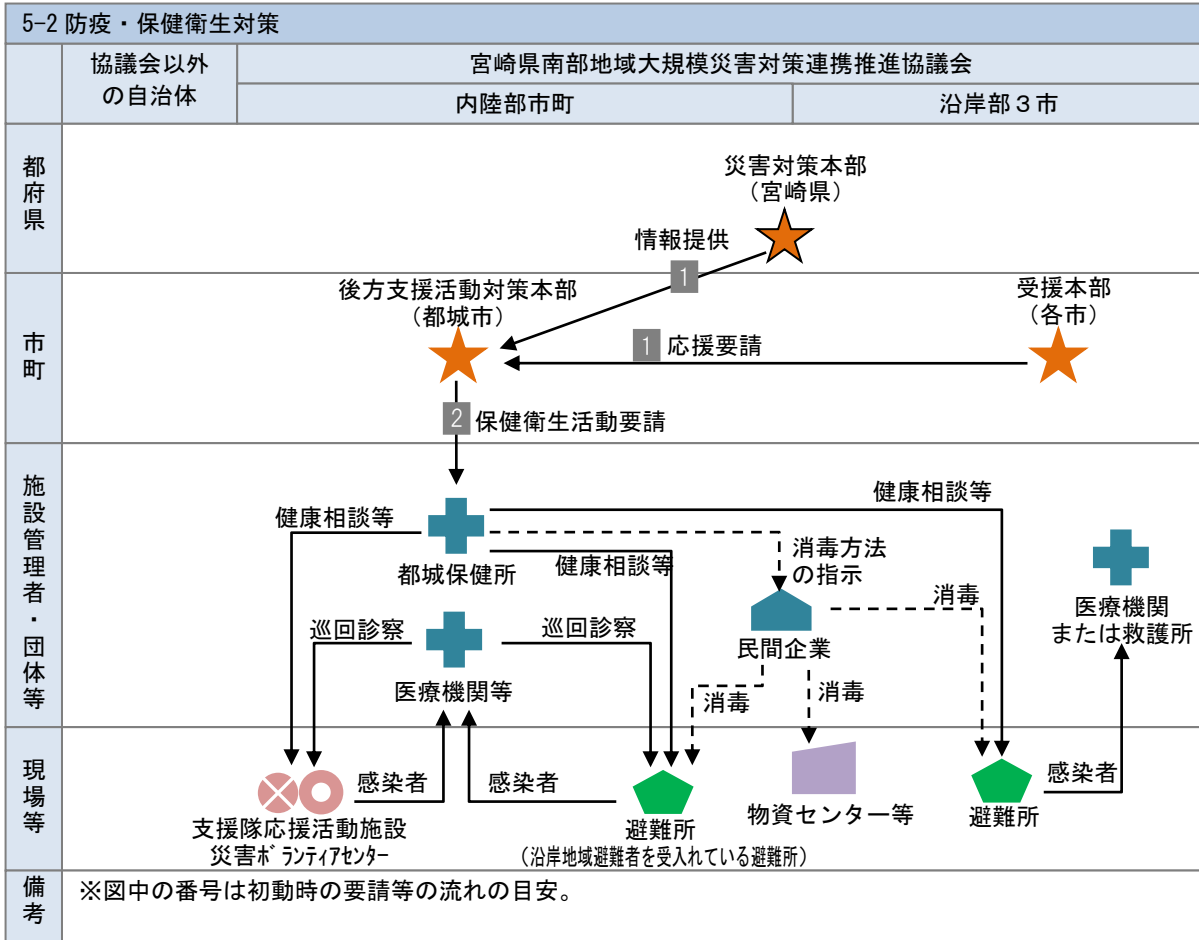 5-2 防疫・保健衛生対策
協議会以外
の自治体
宮崎県南部地域大規模災害対策連携推進協議会
内陸部市町
沿岸部３市
都府県
災害対策本部
（宮崎県）
情報提供
1
市町
後方支援活動対策本部
（都城市）
受援本部
（各市）
1 応援要請
2 保健衛生活動要請
施設管理者・団体等
健康相談等
健康相談等
都城保健所
健康相談等
消毒方法
の指示
消毒
医療機関
または救護所
巡回診察
巡回診察
民間企業
医療機関等
消毒
消毒
現場等
感染者
感染者
感染者
支援隊応援活動施設
災害ﾎﾞﾗﾝﾃｨｱｾﾝﾀｰ
避難所
（沿岸地域避難者を受入れている避難所）
物資センター等
避難所
備考
※図中の番号は初動時の要請等の流れの目安。